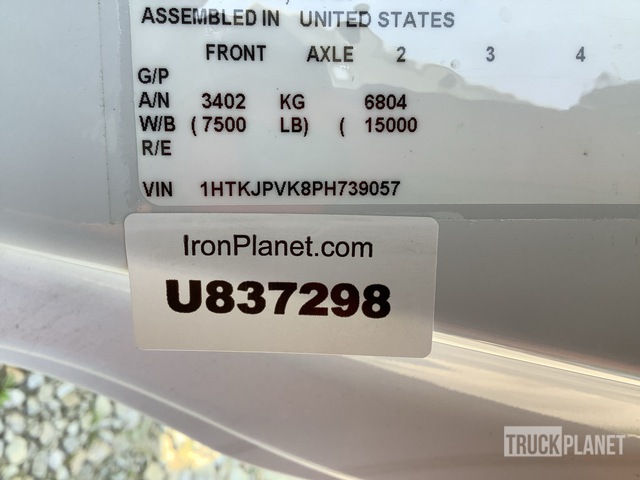 ASSEMBLED IN UNITED STATES
FRONT AXLE 2 3 4
G/P
A/N 3402 KG 6804
W/B (7500 LB) ( 15000
R/E
VIN 1HTKJPVK8PH739057
IronPlanet.com
U837298
TRUCKPLANET